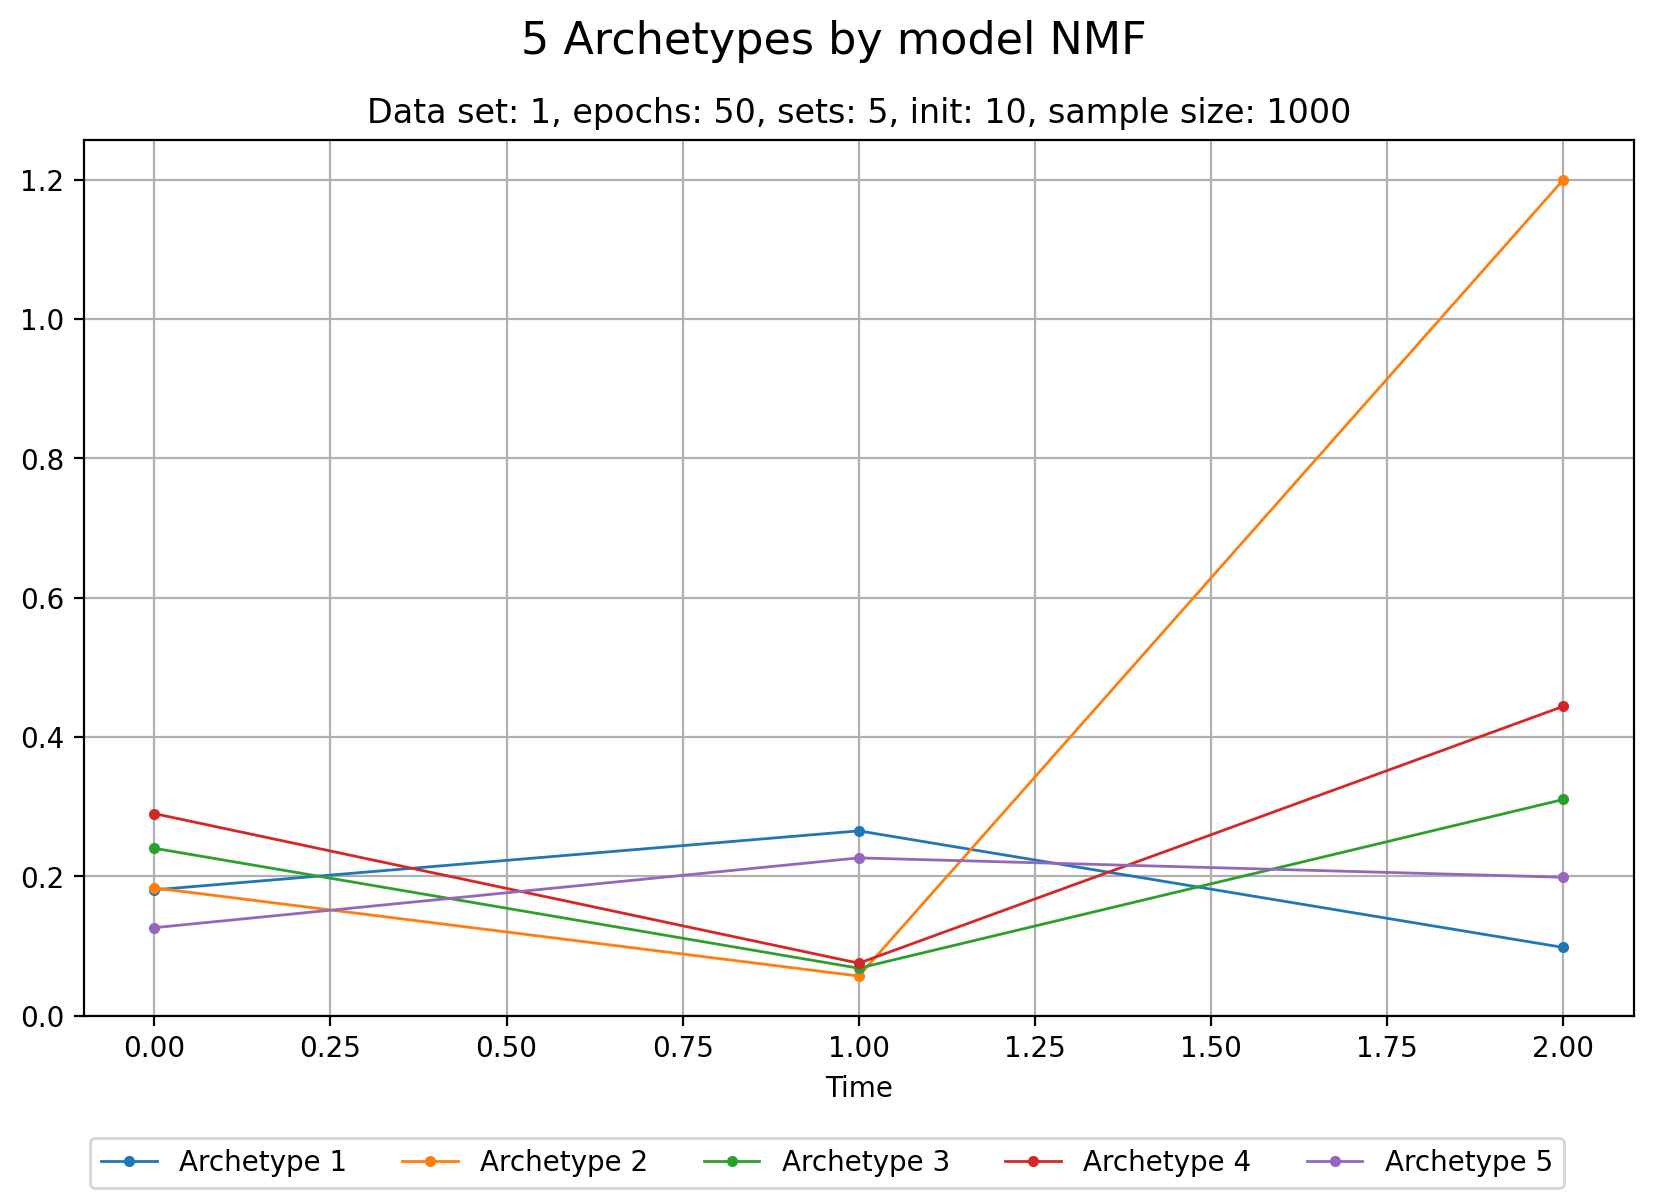 5 Archetypes by model NMF
Data set: 1, epochs: 50, sets: 5, init: 10, sample size: 1000
1.2
1.0
0.8
0.6
0.4
0.2
0.0
0.00 0.25 0.50 0.75 1.00 1.25 1.50 1.75 2.00
Time
Archetype 1 Archetype 2 Archetype 3 Archetype 4 Archetype 5